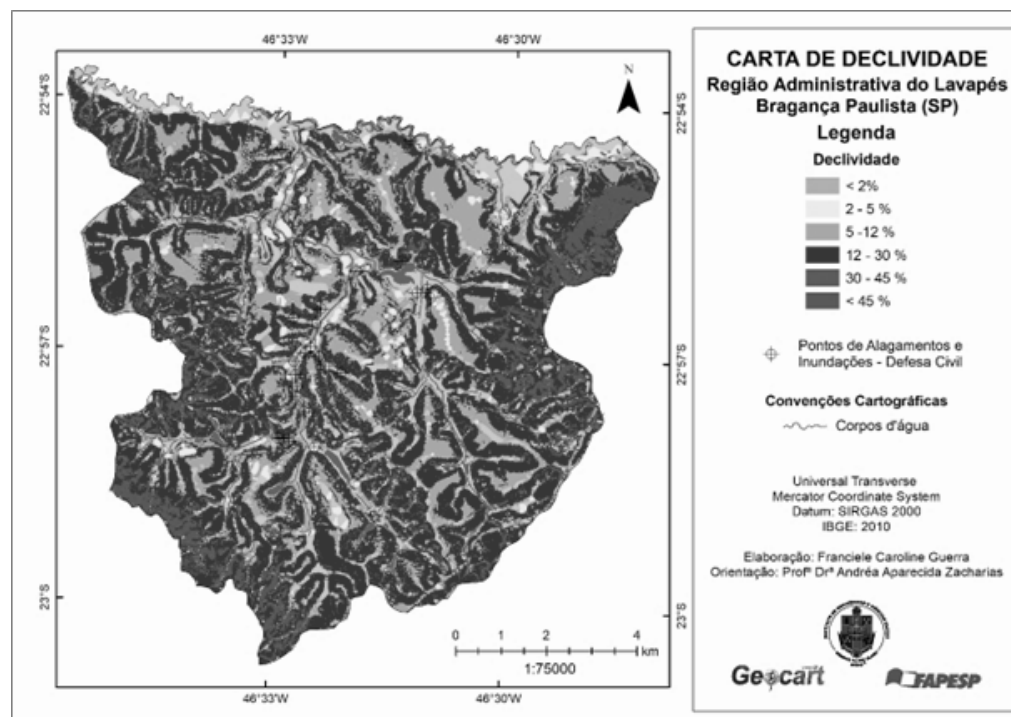 46°33'W
46°30'W
22°54'S
22°54'S
N
22°57'S
22°57'S
23°S
23°S
0 1 2 4
km
1:75000
46°33'W
46°30'W
CARTA DE DECLIVIDADE
Região Administrativa do Lavapés
Bragança Paulista (SP)
Legenda
Declividade
< 2%
2 - 5 %
5 -12 %
12 - 30 %
30 - 45 %
< 45 %
Pontos de Alagamentos e
Inundações - Defesa Civil
Convenções Cartográficas
Corpos d'água
Universal Transverse
Mercator Coordinate System
Datum: SIRGAS 2000
IBGE: 2010
Elaboração: Franciele Caroline Guerra
Orientação: Profª Drª Andréa Aparecida Zacharias
Geocart
FAPESP